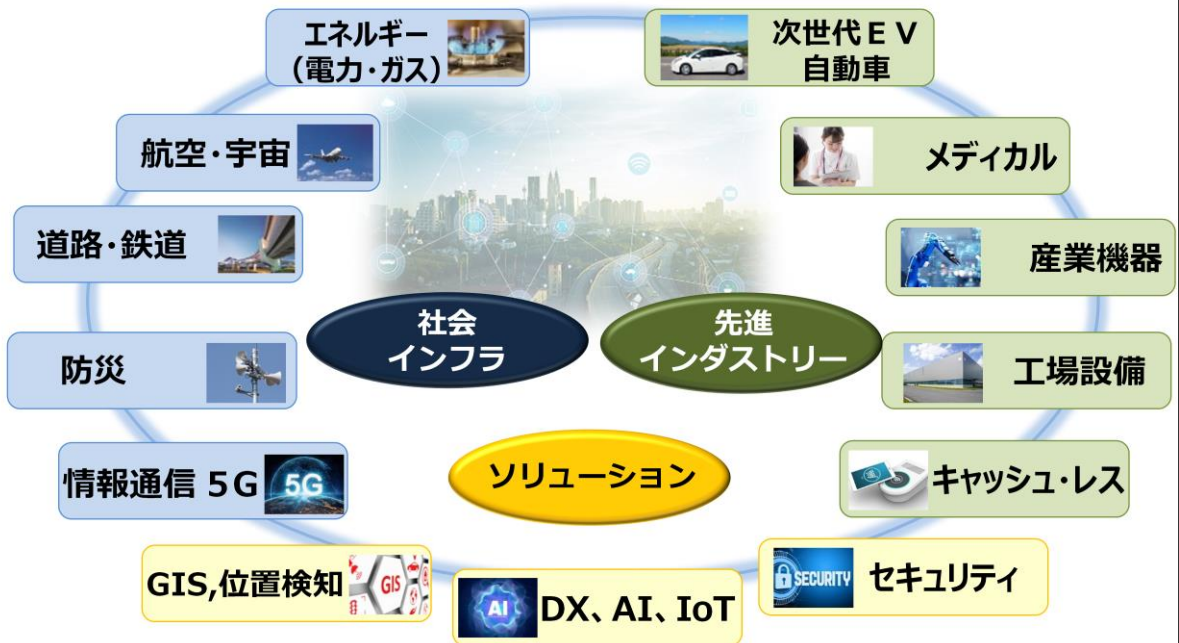 エネルギー
（電力・ガス）
次世代ＥＶ
自動車
航空・宇宙
メディカル
道路・鉄道
産業機器
社会
インフラ
先進
インダストリー
防災
工場設備
情報通信 5G
5G
ソリューション
キャッシュ・レス
GIS,位置検知
GIS
AI
DX、AI、IoT
SECURITY
セキュリティ